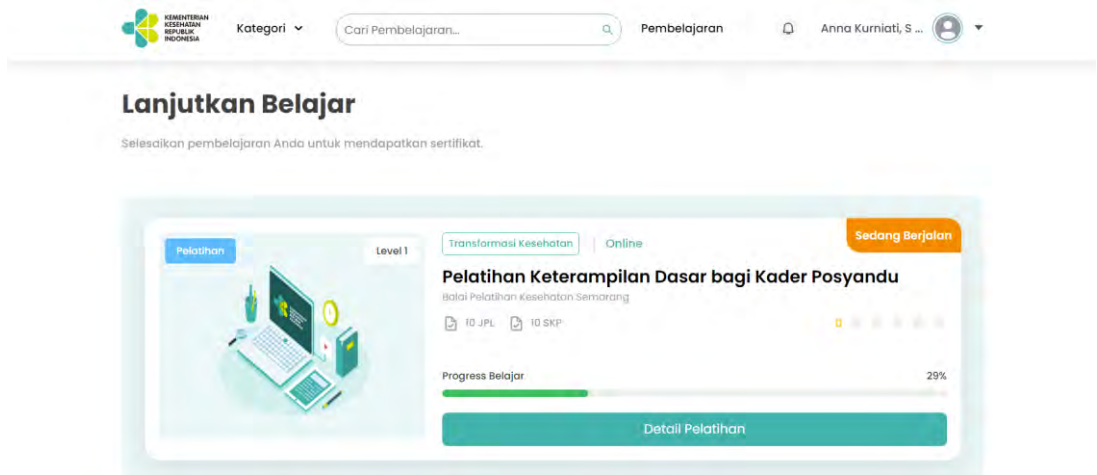 KEMENTERIAN
KESEHATAN
REPUBLIK
INDONESIA
Kategori
Cari Pembelajaran...
Pembelajaran
Anna Kurniati, S ...
Lanjutkan Belajar
Selesaikan pembelajaran Anda untuk mendapatkan sertifikat.
Pelatihan
Level 1
Transformasi Kesehatan
Online
Sedang Berjalan
Pelatihan Keterampilan Dasar bagi Kader Posyandu
Balai Pelatihan Kesehatan Semarang
10 JPL
10 SKP
0
Progress Belajar
29%
Detail Pelatihan